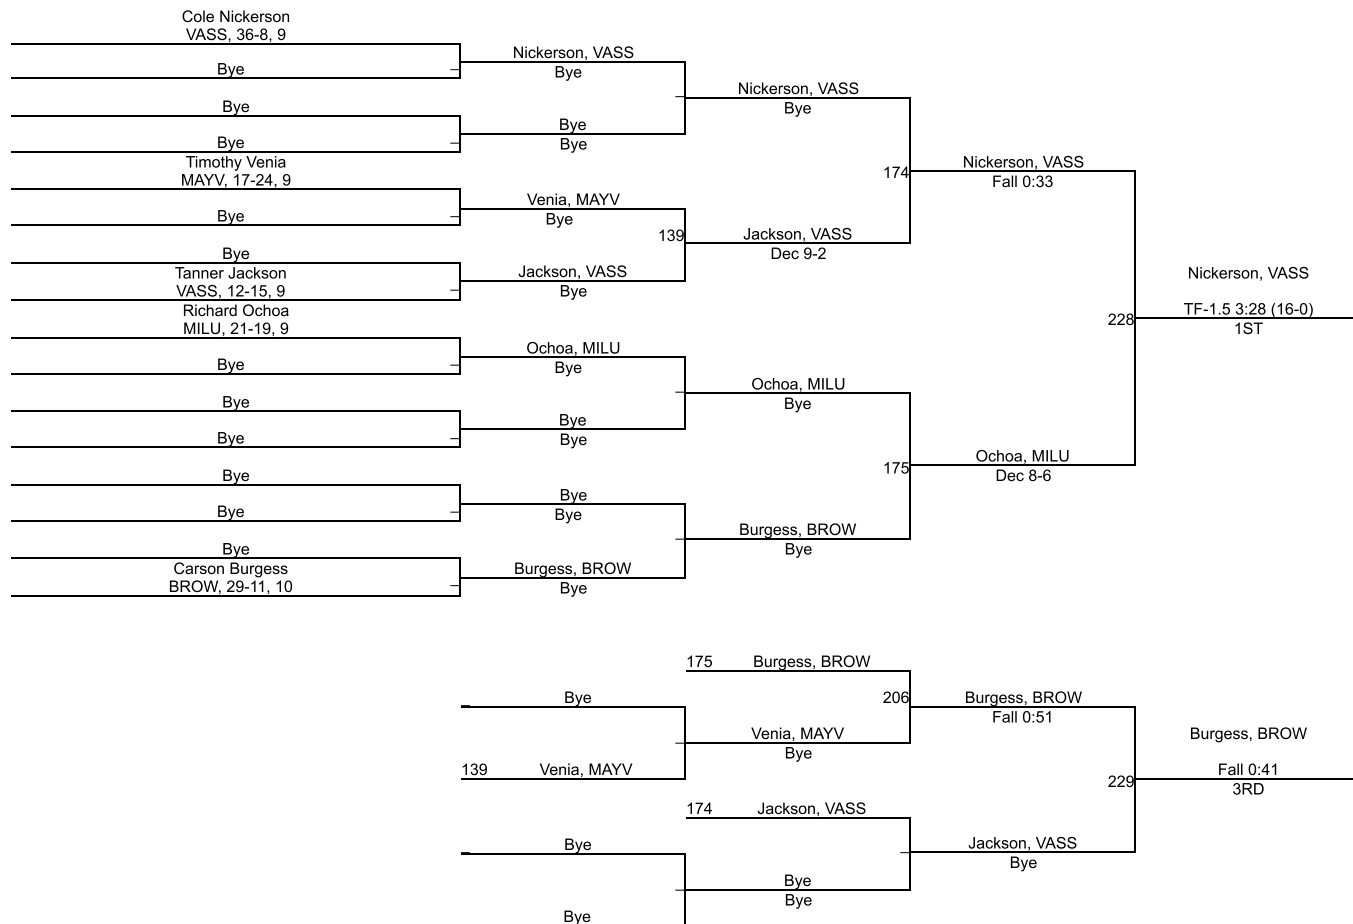 Cole Nickerson
VASS, 36-8, 9
Nickerson, VASS
Bye
Bye
Nickerson, VASS
Bye
Bye
Bye
Bye
Bye
Timothy Venia
MAYV, 17-24, 9
174
Nickerson, VASS
Fall 0:33
Venia, MAYV
Bye
Bye
139
Jackson, VASS
Dec 9-2
Bye
Tanner Jackson
VASS, 12-15, 9
Jackson, VASS
Bye
Nickerson, VASS
TF-1.5 3:28 (16-0)
1ST
228
Richard Ochoa
MILU, 21-19, 9
Ochoa, MILU
Bye
Bye
Ochoa, MILU
Bye
Bye
Bye
Bye
Bye
175
Ochoa, MILU
Dec 8-6
Bye
Bye
Bye
Bye
Burgess, BROW
Bye
Bye
Carson Burgess
BROW, 29-11, 10
Burgess, BROW
Bye
175
Burgess, BROW
Bye
206
Burgess, BROW
Fall 0:51
Venia, MAYV
Bye
139
Venia, MAYV
Burgess, BROW
Fall 0:41
3RD
229
174
Jackson, VASS
Bye
Jackson, VASS
Bye
Bye
Bye
Bye